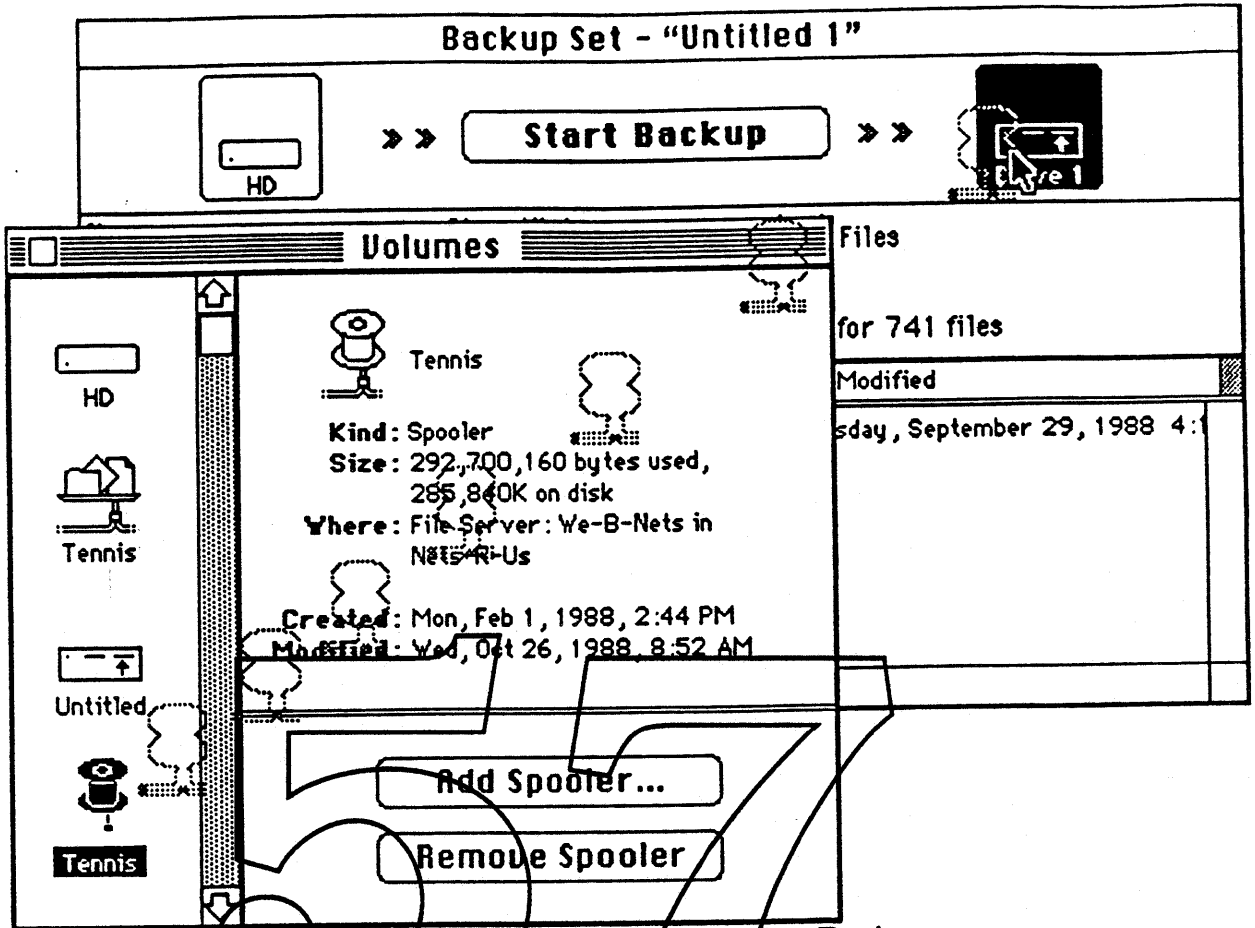 Backup Set - “Untitled 1”
HD
Start Backup
Volumes
Files
for 741 files
Modified
sday, September 29, 1988 4:1
HD
Tennis
Untitled
Tennis
Tennis
Kind: Spooler
Size: 292,700,160 bytes used,
285,840K on disk
Where: File Server: We-B-Nets in
Nets-R-Us
Created: Mon, Feb 1, 1988, 2:44 PM
Modified: Wed, Oct 26, 1988, 8:52 AM
Add Spooler...
Remove Spooler